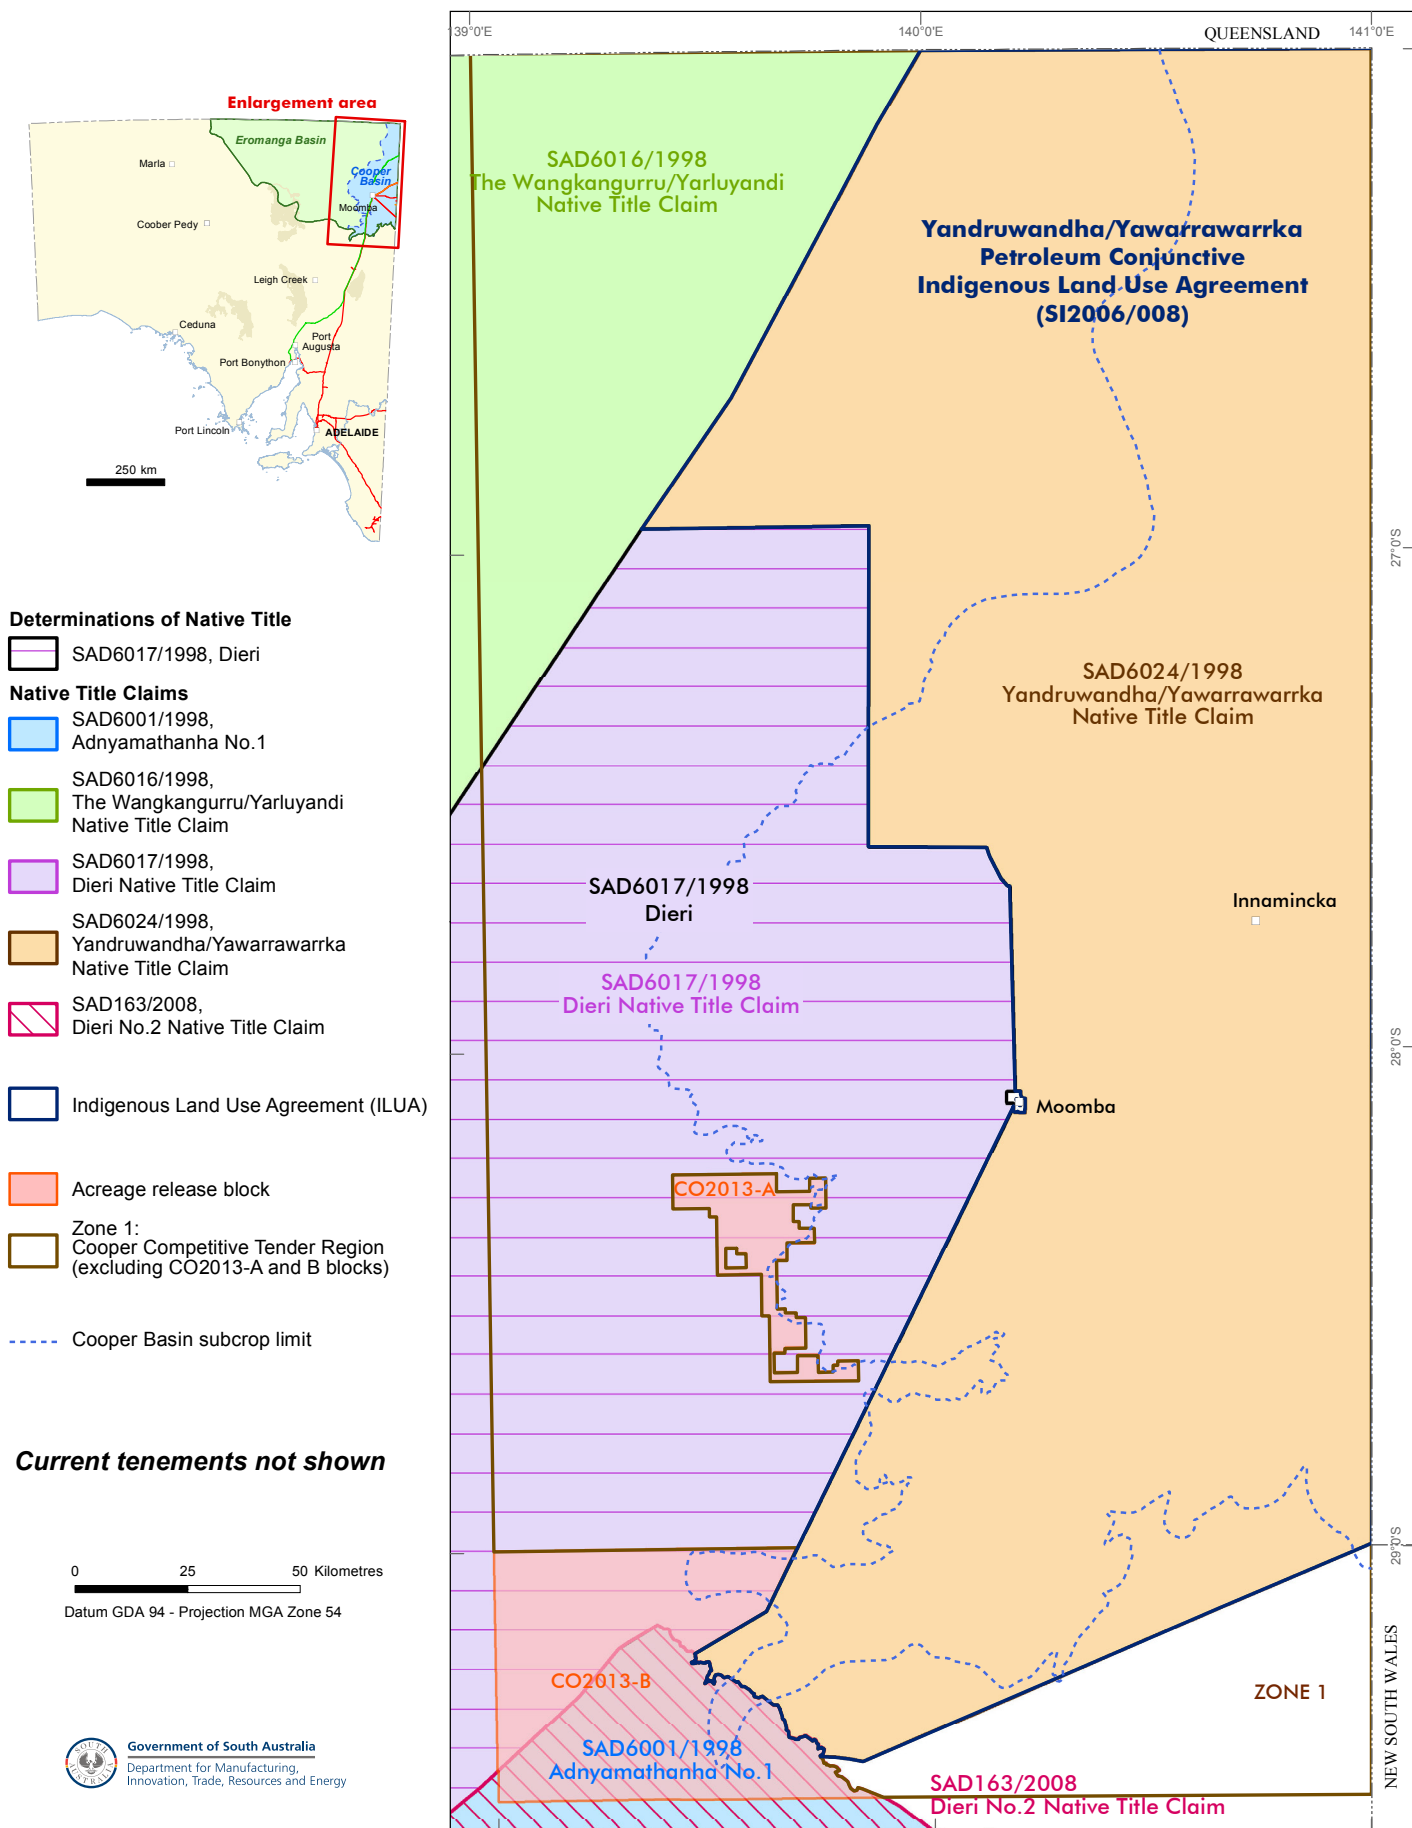 139°0'E
140°0'E
QUEENSLAND
141°0'E
Enlargement area
Eromanga Basin
Cooper
Basin
Marla
Moomba
Coober Pedy
Leigh Creek
Ceduna
Port
Augusta
Port Bonython
Port Lincoln
ADELAIDE
250 km
SAD6016/1998
The Wangkangurru/Yarluyandi
Native Title Claim
Yandruwandha/Yawarrawarrka
Petroleum Conjunctive
Indigenous Land Use Agreement
(SI2006/008)
27°0'S
Determinations of Native Title
SAD6017/1998, Dieri
Native Title Claims
SAD6001/1998,
Adnyamathanha No.1
SAD6016/1998,
The Wangkangurru/Yarluyandi
Native Title Claim
SAD6017/1998,
Dieri Native Title Claim
SAD6024/1998,
Yandruwandha/Yawarrawarrka
Native Title Claim
SAD163/2008,
Dieri No.2 Native Title Claim
Indigenous Land Use Agreement (ILUA)
Acreage release block
Zone 1:
Cooper Competitive Tender Region
(excluding CO2013-A and B blocks)
Cooper Basin subcrop limit
SAD6024/1998
Yandruwandha/Yawarrawarrka
Native Title Claim
SAD6017/1998
Dieri
Innamincka
SAD6017/1998
Dieri Native Title Claim
28°0'S
Moomba
CO2013-A
Current tenements not shown
0 25 50 Kilometres
Datum GDA 94 - Projection MGA Zone 54
29°0'S
CO2013-B
ZONE 1
NEW SOUTH WALES
SAD6001/1998
Adnyamathanha No.1
SAD163/2008
Dieri No.2 Native Title Claim
SOUTH
AUSTRALIA
Government of South Australia
Department for Manufacturing,
Innovation, Trade, Resources and Energy